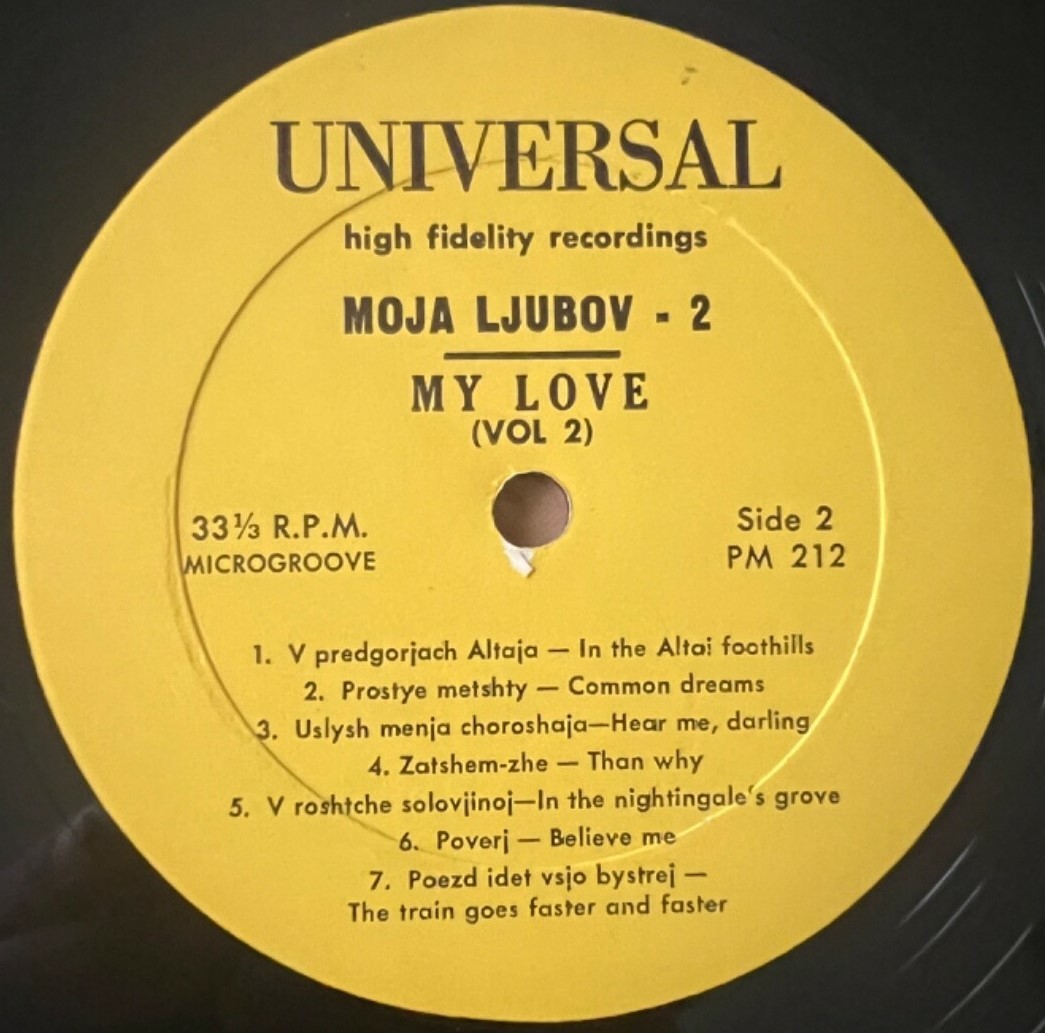 UNIVERSAL
high fidelity recordings
MOJA LJUBOV - 2
MY LOVE
(VOL 2)
33⅓ R.P.M.
MICROGROOVE
Side 2
PM 212
1. V predgorjach Altaja — In the Altai foothills
2. Prostye metshty — Common dreams
3. Uslysh menja choroshaja—Hear me, darling
4. Zatshem-zhe — Than why
5. V roshtche solovjinoj—In the nightingale's grove
6. Poverj — Believe me
7. Poezd idet vsjo bystrej —
The train goes faster and faster